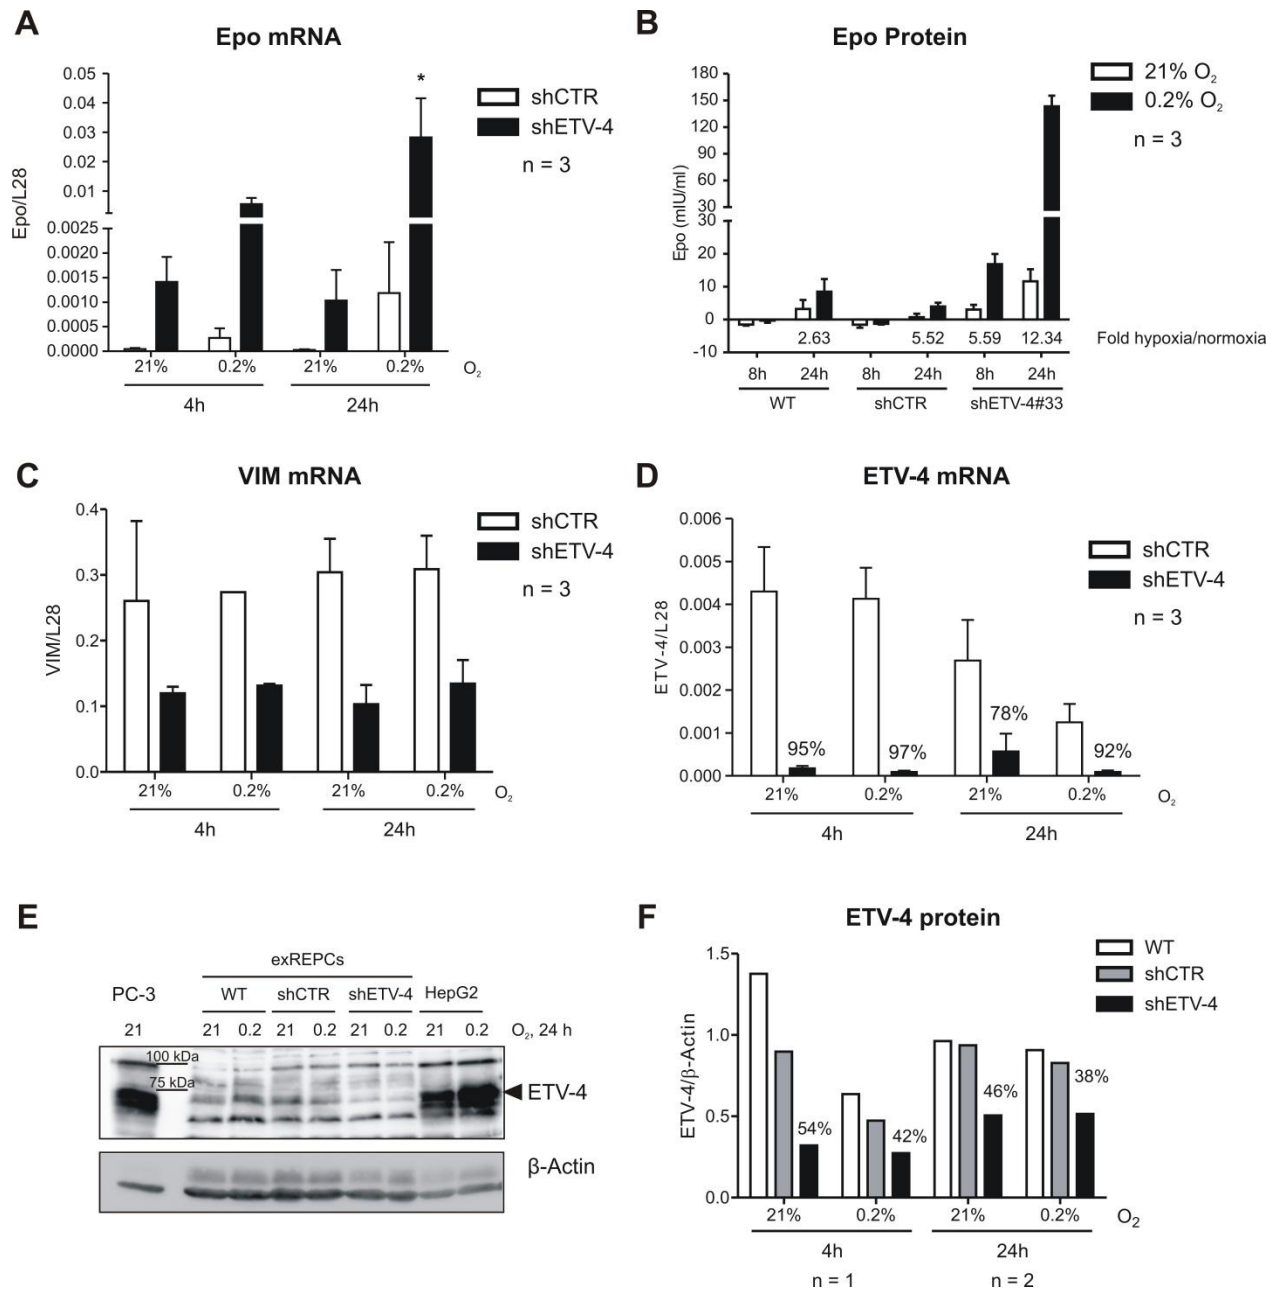 A
Epo mRNA
0.05
0.04
0.03
0.02
0.01
0.0025
0.0020
0.0015
0.0010
0.0005
0.0000
Epo/L28
*
shCTR
shETV-4
n = 3
21% 0.2% 21% 0.2% O2
4h 24h
B
Epo Protein
180
150
120
90
60
30
30
20
10
0
-10
Epo (mIU/ml)
21% O2
0.2% O2
n = 3
2.63 5.52 5.59 12.34 Fold hypoxia/normoxia
8h 24h 8h 24h 8h 24h
WT shCTR shETV-4#33
C
VIM mRNA
0.4
0.3
0.2
0.1
0.0
VIM/L28
shCTR
shETV-4
n = 3
21% 0.2% 21% 0.2% O2
4h 24h
D
ETV-4 mRNA
0.006
0.005
0.004
0.003
0.002
0.001
0.000
ETV-4/L28
shCTR
shETV-4
n = 3
95% 97% 78% 92%
21% 0.2% 21% 0.2% O2
4h 24h
E
exREPCs
PC-3 WT shCTR shETV-4 HepG2
21 21 0.2 21 0.2 21 0.2 21 0.2 O2, 24 h
100 kDa
75 kDa
ETV-4
β-Actin
F
ETV-4 protein
1.5
1.0
0.5
0.0
ETV-4/β-Actin
WT
shCTR
shETV-4
54% 42% 46% 38%
21% 0.2% 21% 0.2% O2
4h 24h
n = 1 n = 2